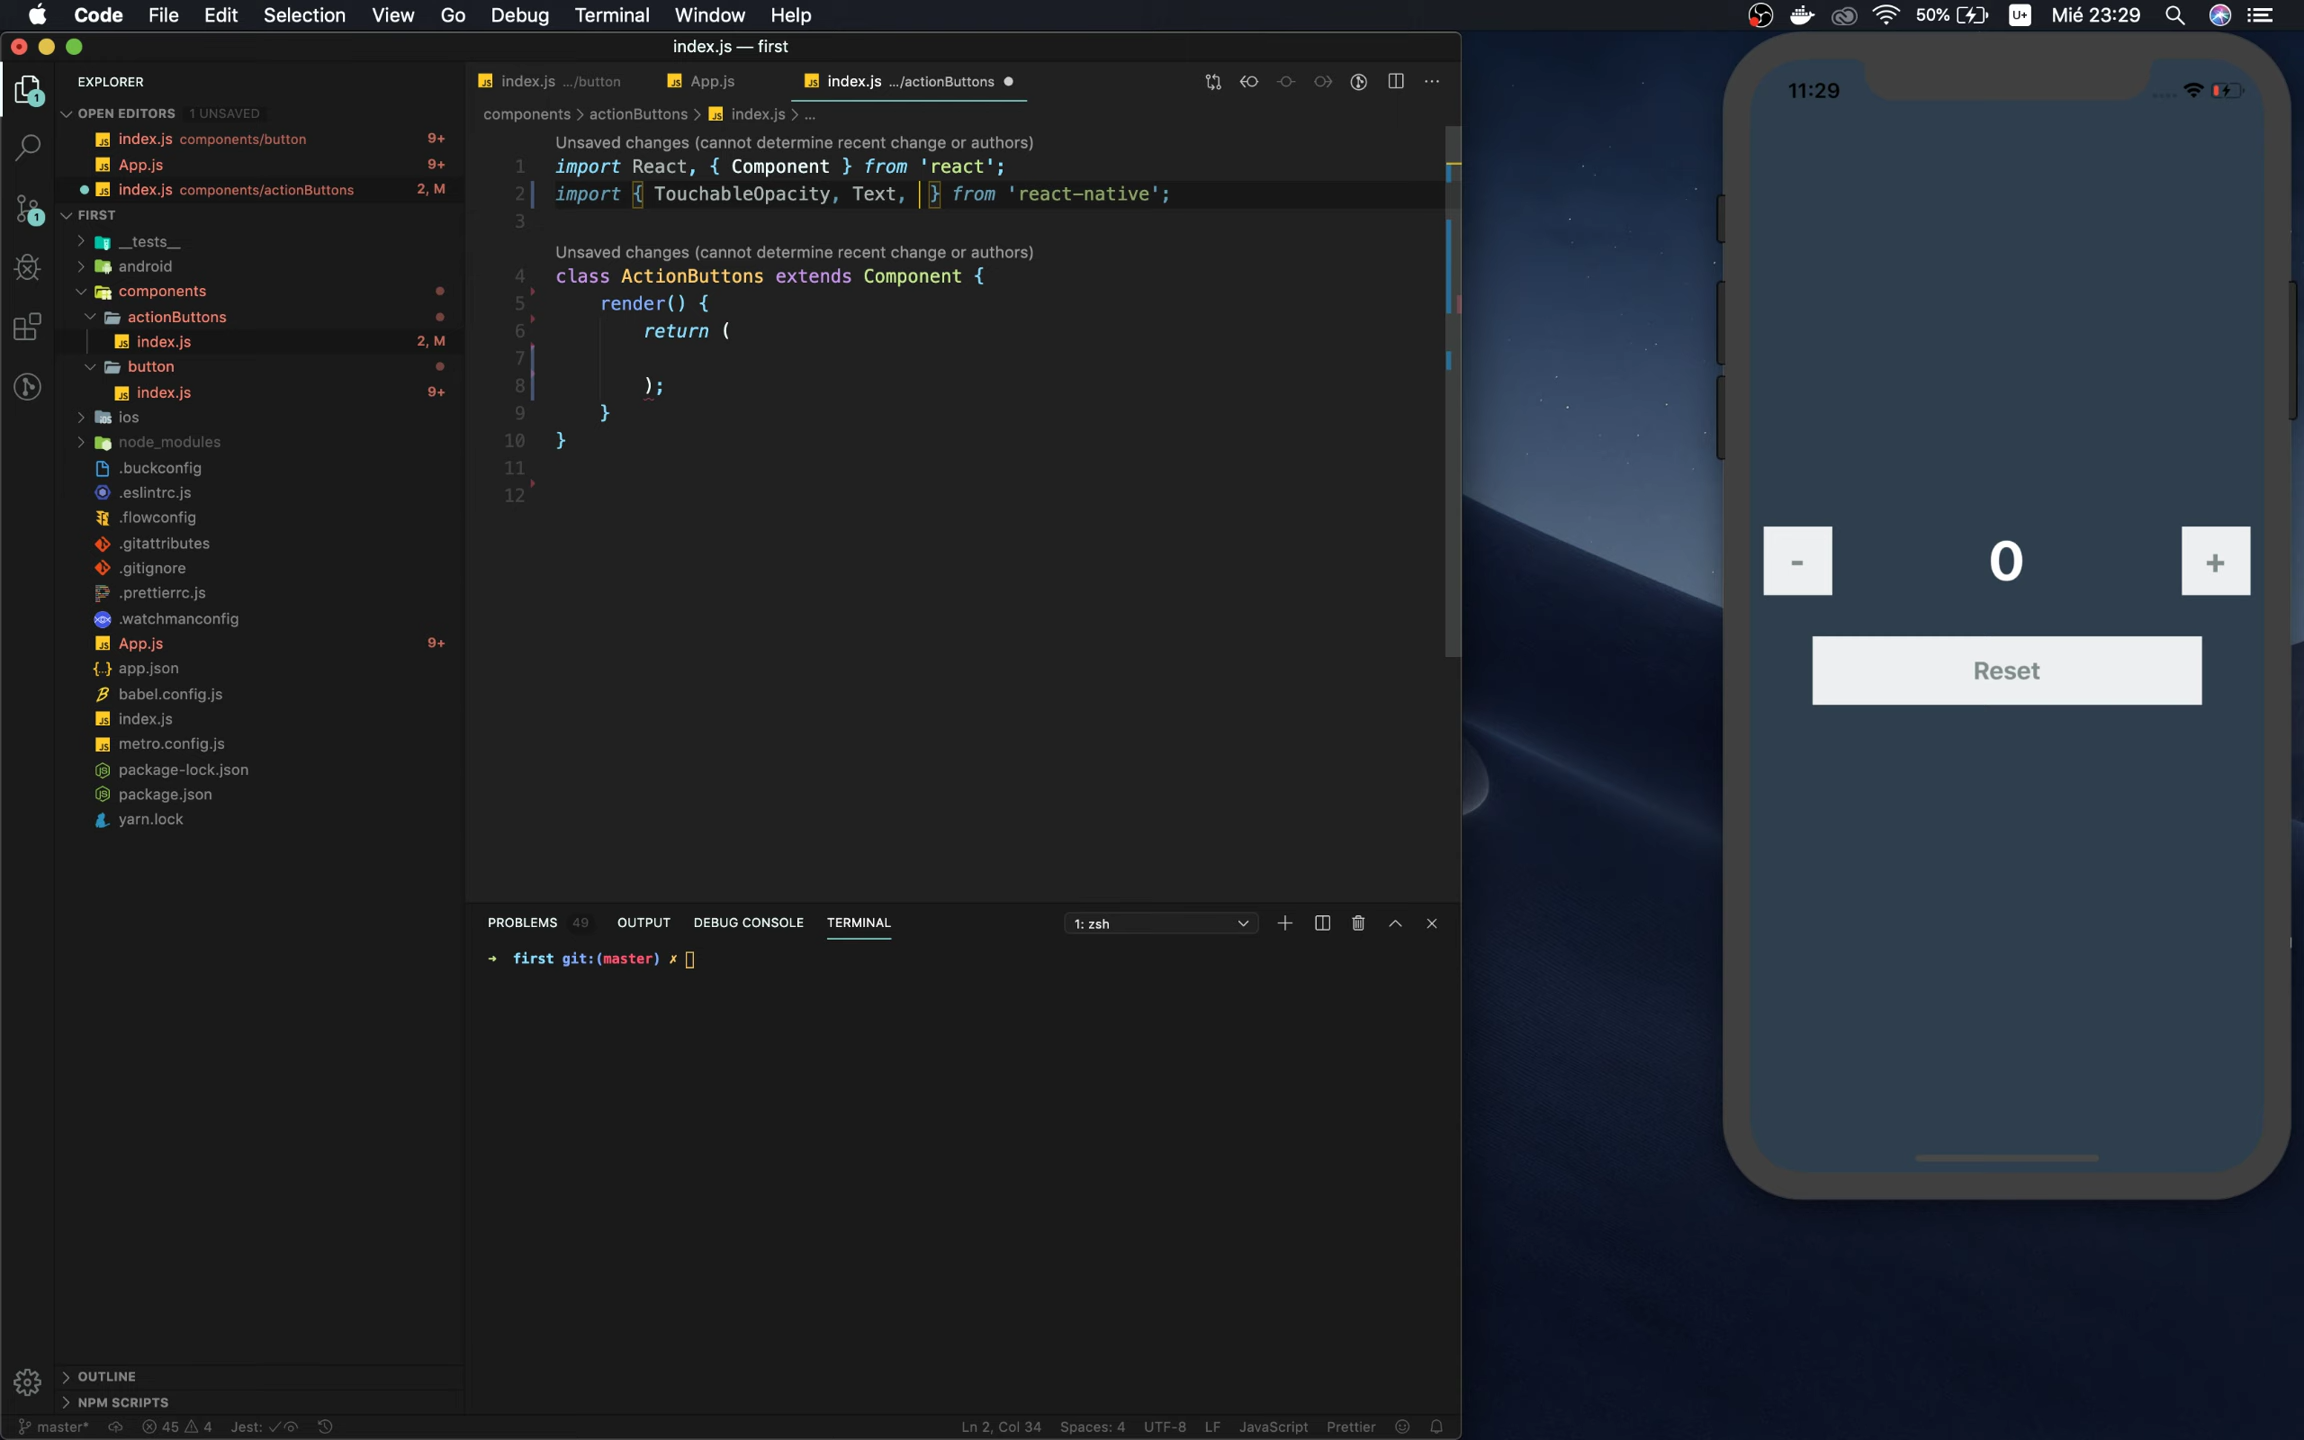 Code File Edit Selection View Go Debug Terminal Window Help
50% U+ Mié 23:29
index.js — first
EXPLORER
OPEN EDITORS 1 UNSAVED
index.js components/button 9+
App.js 9+
index.js components/actionButtons 2, M
FIRST
__tests__
android
components
actionButtons
index.js 2, M
button
index.js 9+
ios
node_modules
.buckconfig
.eslintrc.js
.flowconfig
.gitattributes
.gitignore
.prettierrc.js
.watchmanconfig
App.js 9+
app.json
babel.config.js
index.js
metro.config.js
package-lock.json
package.json
yarn.lock
OUTLINE
NPM SCRIPTS
index.js .../button App.js index.js .../actionButtons
components > actionButtons > index.js > ...
Unsaved changes (cannot determine recent change or authors)
1 import React, { Component } from 'react';
2 import { TouchableOpacity, Text, } from 'react-native';
3
Unsaved changes (cannot determine recent change or authors)
4 class ActionButtons extends Component {
5 render() {
6 return (
7
8 );
9 }
10 }
11
12
PROBLEMS 49 OUTPUT DEBUG CONSOLE TERMINAL 1: zsh
→ first git:(master) ✗
master* 45 4 Jest: Ln 2, Col 34 Spaces: 4 UTF-8 LF JavaScript Prettier
11:29
- 0 +
Reset